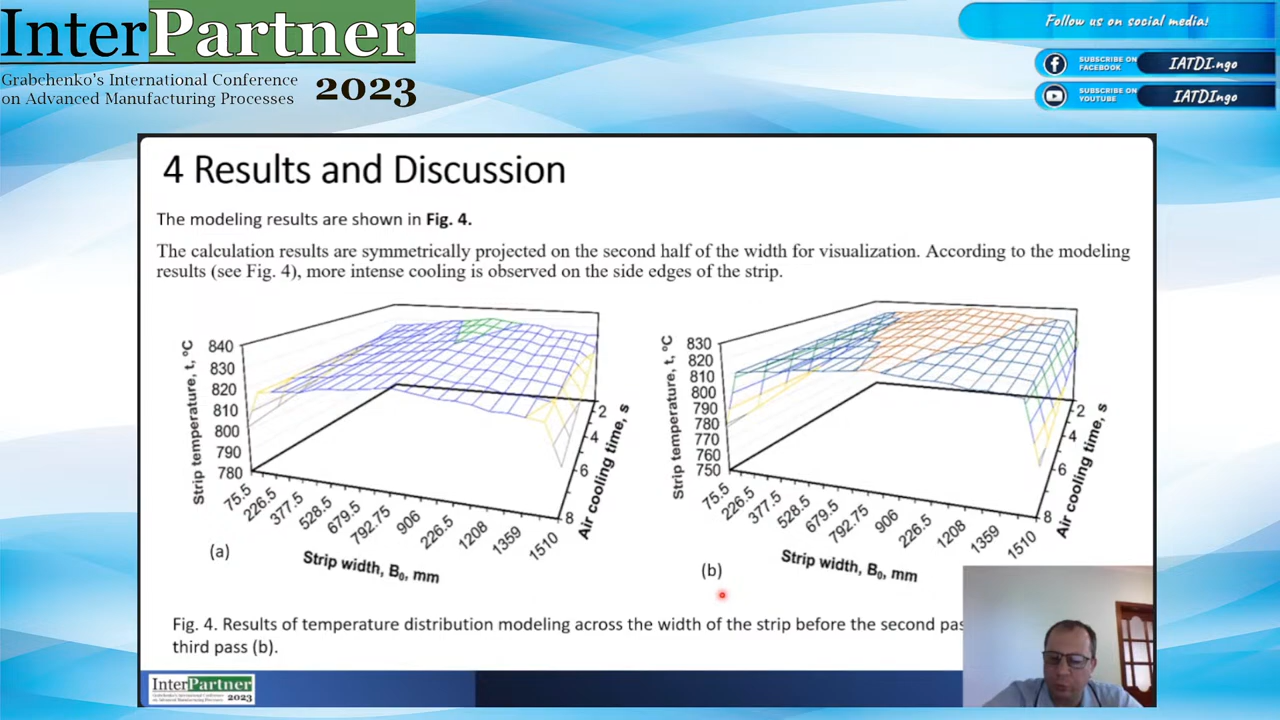 InterPartner
Grabchenko's International Conference
on Advanced Manufacturing Processes
2023
Follow us on social media!
SUBSCRIBE ON FACEBOOK
IATDI.ngo
SUBSCRIBE ON YOUTUBE
IATDIngo
4 Results and Discussion
The modeling results are shown in Fig. 4.
The calculation results are symmetrically projected on the second half of the width for visualization. According to the modeling
results (see Fig. 4), more intense cooling is observed on the side edges of the strip.
Strip temperature, t, °C
840
830
820
810
800
790
780
75.5
226.5
377.5
528.5
679.5
792.75
906
226.5
1208
1359
1510
Strip width, B₀, mm
2
4
6
8
Air cooling time, s
(a)
Strip temperature, t, °C
830
820
810
800
790
780
770
760
750
75.5
226.5
377.5
528.5
679.5
792.75
906
226.5
1208
1359
1510
Strip width, B₀, mm
2
4
6
8
Air cooling time, s
(b)
Fig. 4. Results of temperature distribution modeling across the width of the strip before the second
third pass (b).
InterPartner
2023